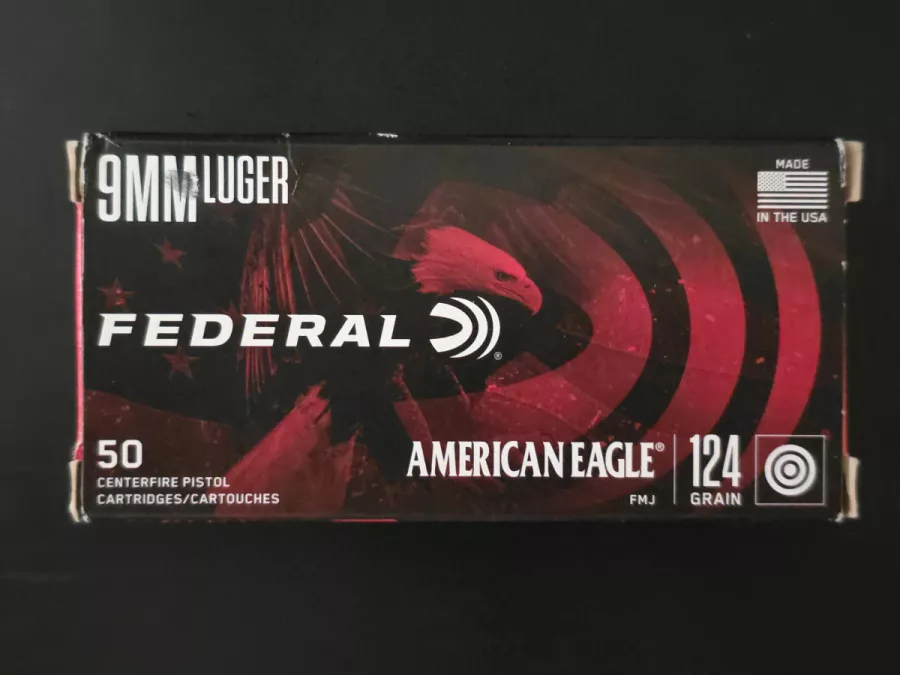 9MM LUGER
MADE
IN THE USA
FEDERAL®
50
CENTERFIRE PISTOL
CARTRIDGES/CARTOUCHES
AMERICAN EAGLE®
FMJ
124
GRAIN